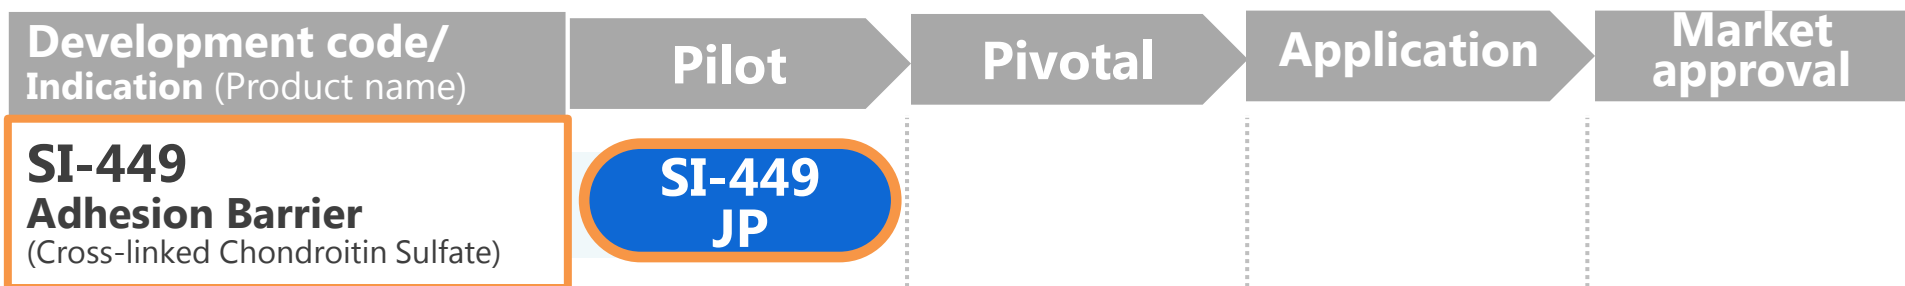 Development code/
Indication (Product name)
Pilot
Pivotal
Application
Market
approval
SI-449
Adhesion Barrier
(Cross-linked Chondroitin Sulfate)
SI-449
JP